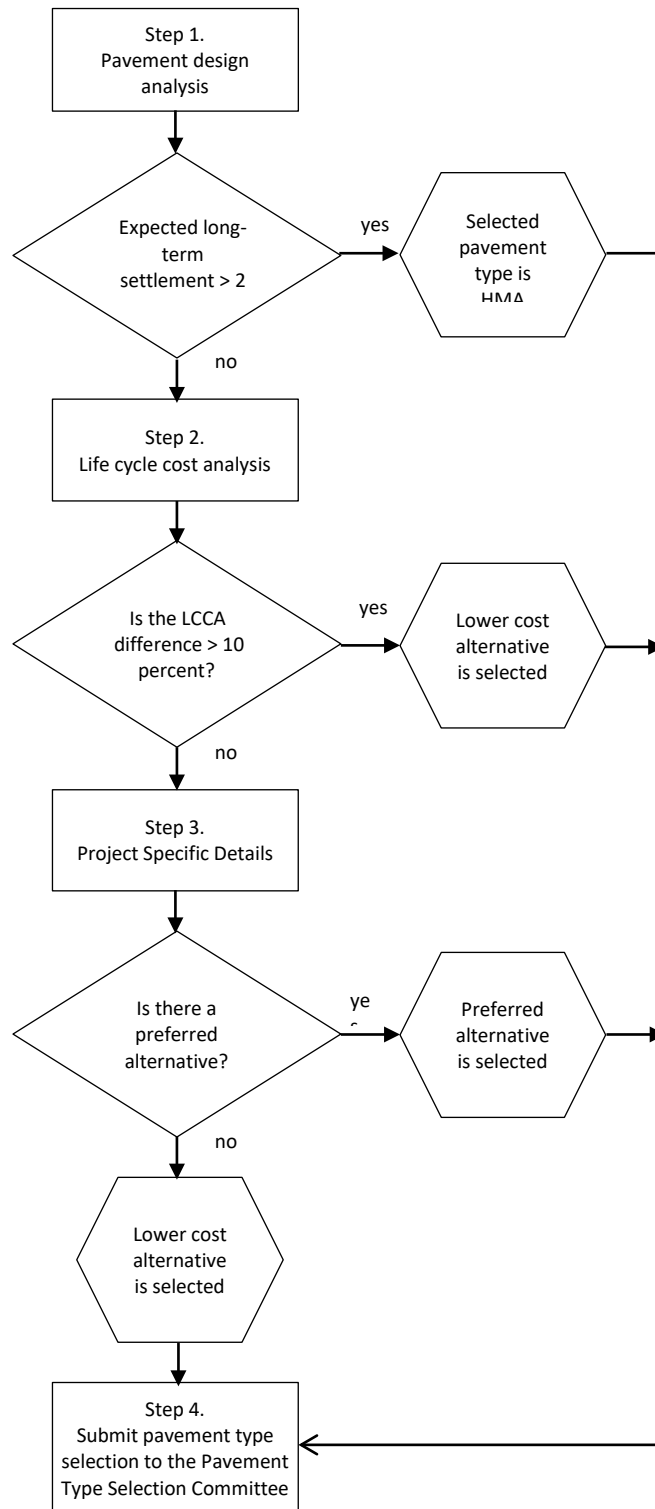 Step 1.
Pavement design
analysis
Expected long-
term
settlement > 2
yes
Selected
pavement
type is
HMA
no
Step 2.
Life cycle cost analysis
Is the LCCA
difference > 10
percent?
yes
Lower cost
alternative
is selected
no
Step 3.
Project Specific Details
Is there a
preferred
alternative?
ye
Preferred
alternative
is selected
no
Lower cost
alternative
is selected
Step 4.
Submit pavement type
selection to the Pavement
Type Selection Committee